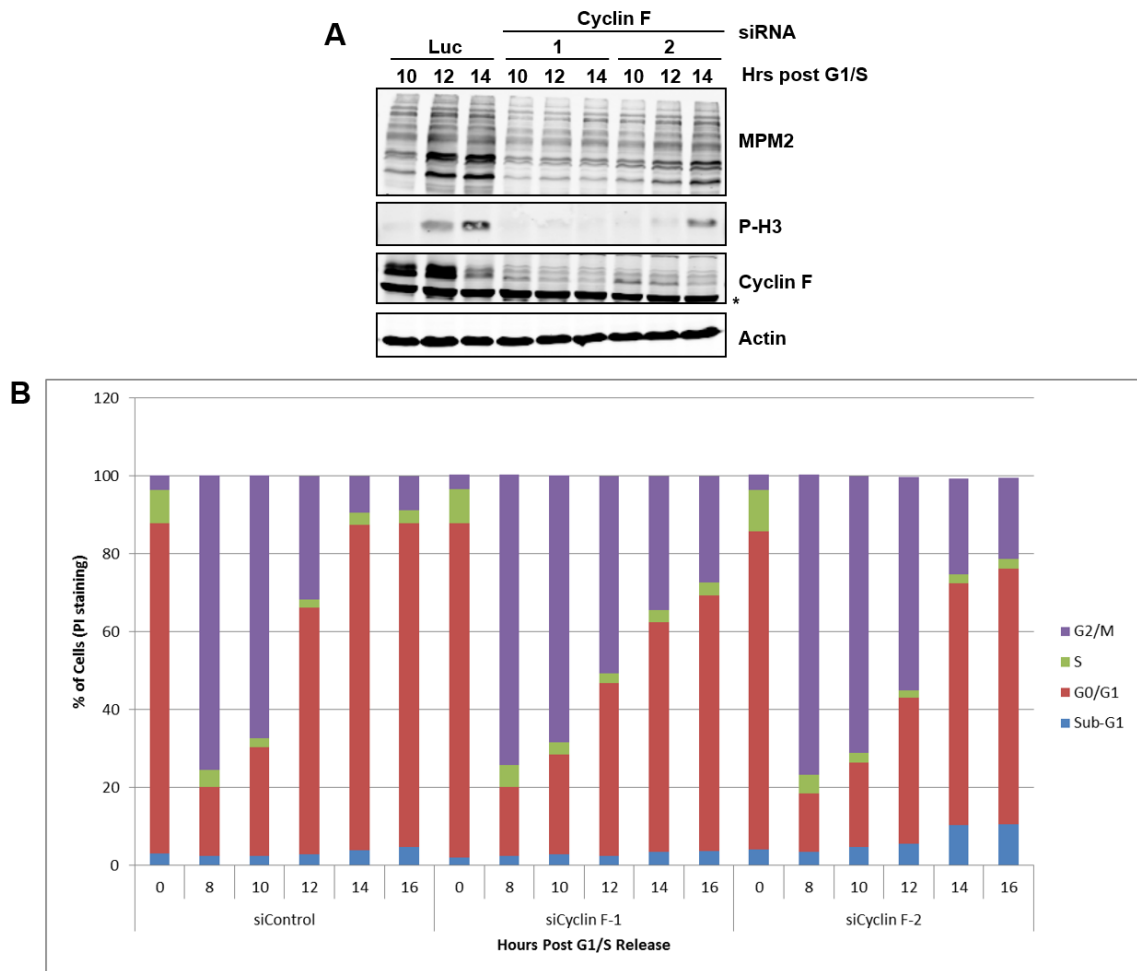 A
Cyclin F
siRNA
Luc 1 2
10 12 14 10 12 14 10 12 14 Hrs post G1/S
MPM2
P-H3
Cyclin F
*
Actin
B
120
100
80
60
40
20
0
% of Cells (PI staining)
G2/M
S
G0/G1
Sub-G1
0 8 10 12 14 16 0 8 10 12 14 16 0 8 10 12 14 16
siControl siCyclin F-1 siCyclin F-2
Hours Post G1/S Release